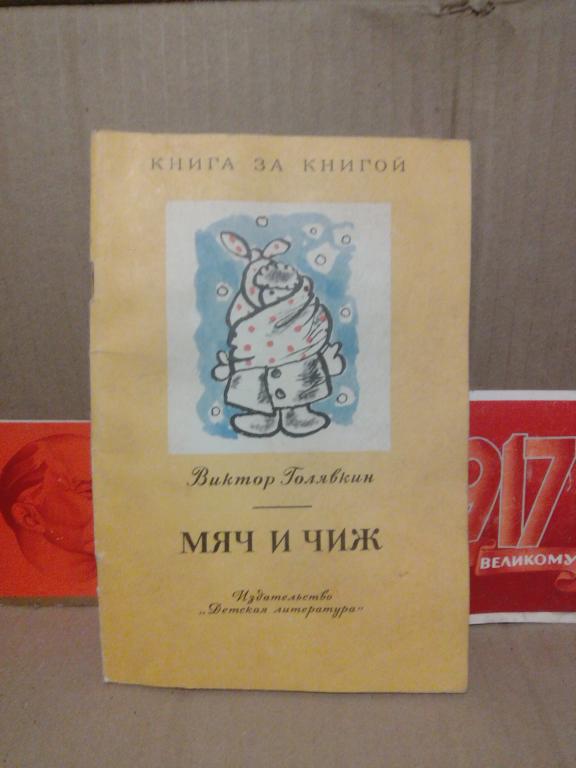 КНИГА ЗА КНИГОЙ
Виктор Голявкин
МЯЧ И ЧИЖ
Издательство
„Детская литература"
917
ВЕЛИКОМУ